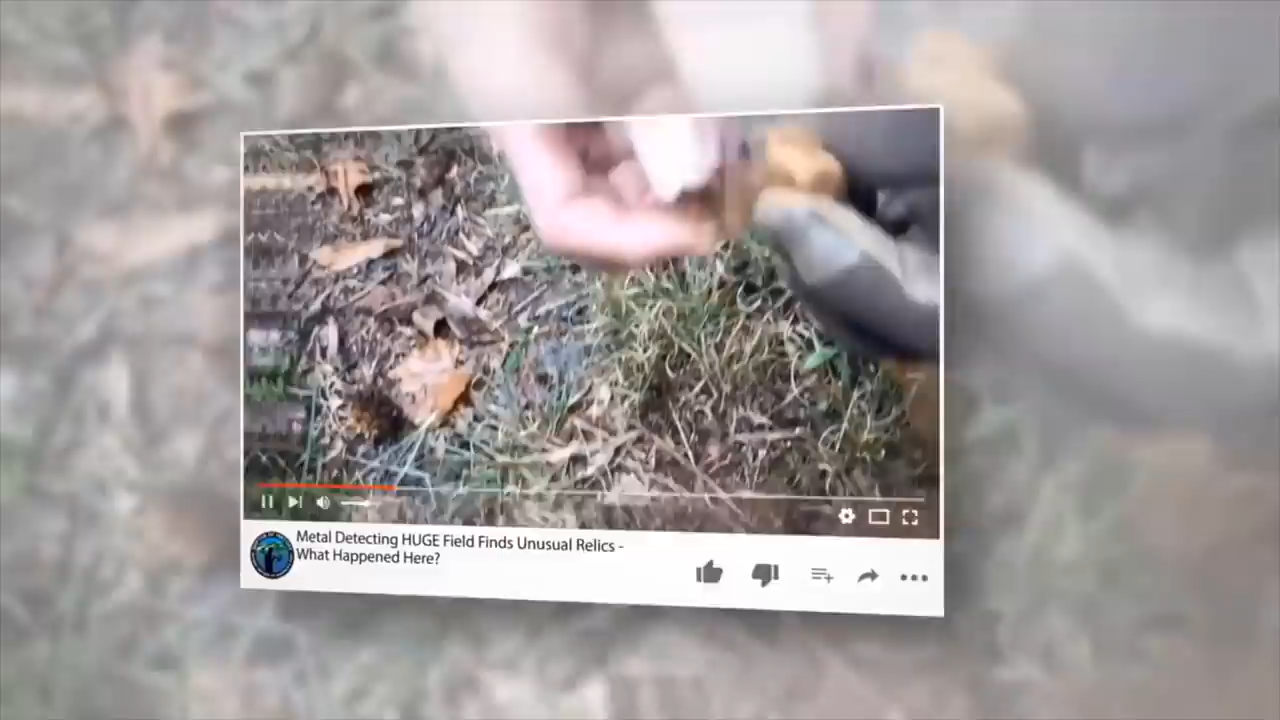 Metal Detecting HUGE Field Finds Unusual Relics -
What Happened Here?